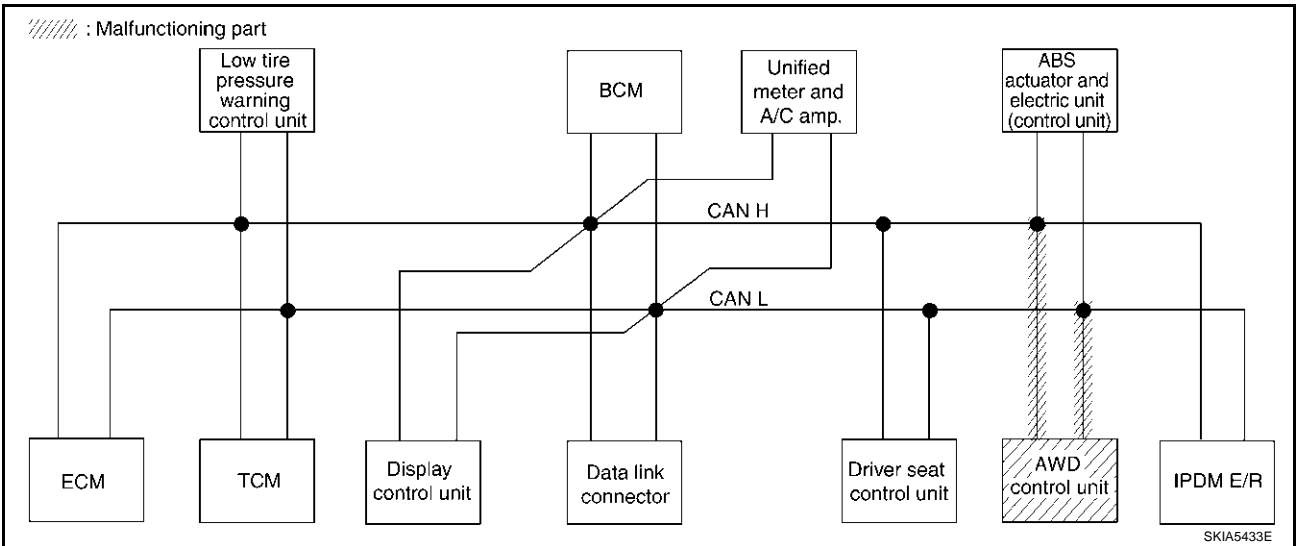 : Malfunctioning part
Low tire
pressure
warning
control unit
BCM
Unified
meter and
A/C amp.
ABS
actuator and
electric unit
(control unit)
CAN H
CAN L
ECM
TCM
Display
control unit
Data link
connector
Driver seat
control unit
AWD
control unit
IPDM E/R
SKIA5433E